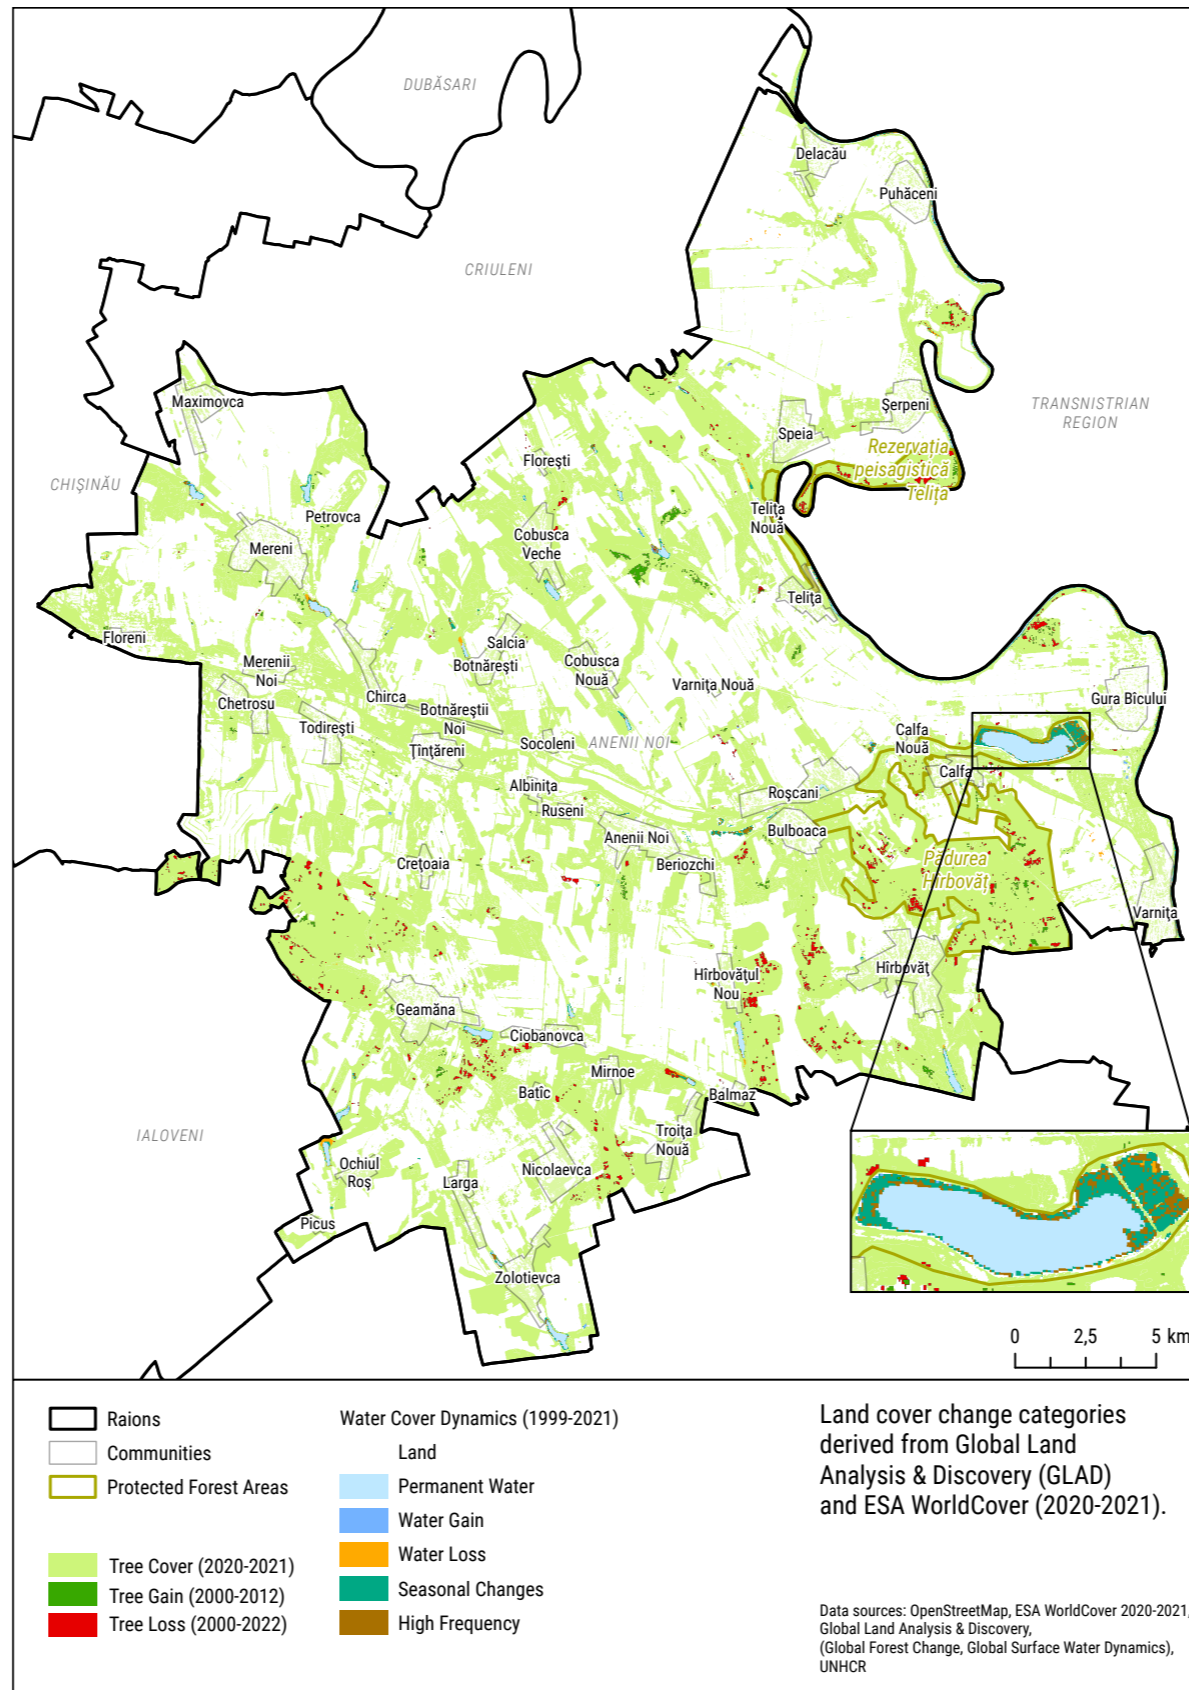 DUBĂSARI
Delacău
Puhăceni
CRIULENI
Maximovca
Şerpeni
TRANSNISTRIAN
REGION
Speia
Rezervația
peisagistică
Telița
Floreşti
CHIŞINĂU
Petrovca
Teliţa
Nouă
Cobusca
Veche
Mereni
Teliţa
Floreni
Salcia
Botnăreşti
Merenii
Noi
Cobusca
Nouă
Varniţa Nouă
Chirca
Gura Bîcului
Chetrosu
Botnăreştii
Noi
Todireşti
Ţînţăreni
Socoleni
ANENII NOI
Calfa
Nouă
Calfa
Albiniţa
Roşcani
Ruseni
Anenii Noi
Bulboaca
Beriozchi
Creţoaia
Pădurea
Hîrbovăț
Varniţa
Hîrbovăţul
Nou
Hîrbovăţ
Geamăna
Ciobanovca
Mirnoe
Batîc
Balmaz
IALOVENI
Troiţa
Nouă
Ochiul
Roş
Nicolaevca
Larga
Picus
Zolotievca
0 2,5 5 km
Raions
Communities
Protected Forest Areas
Tree Cover (2020-2021)
Tree Gain (2000-2012)
Tree Loss (2000-2022)
Water Cover Dynamics (1999-2021)
Land
Permanent Water
Water Gain
Water Loss
Seasonal Changes
High Frequency
Land cover change categories
derived from Global Land
Analysis & Discovery (GLAD)
and ESA WorldCover (2020-2021).
Data sources: OpenStreetMap, ESA WorldCover 2020-2021,
Global Land Analysis & Discovery,
(Global Forest Change, Global Surface Water Dynamics),
UNHCR